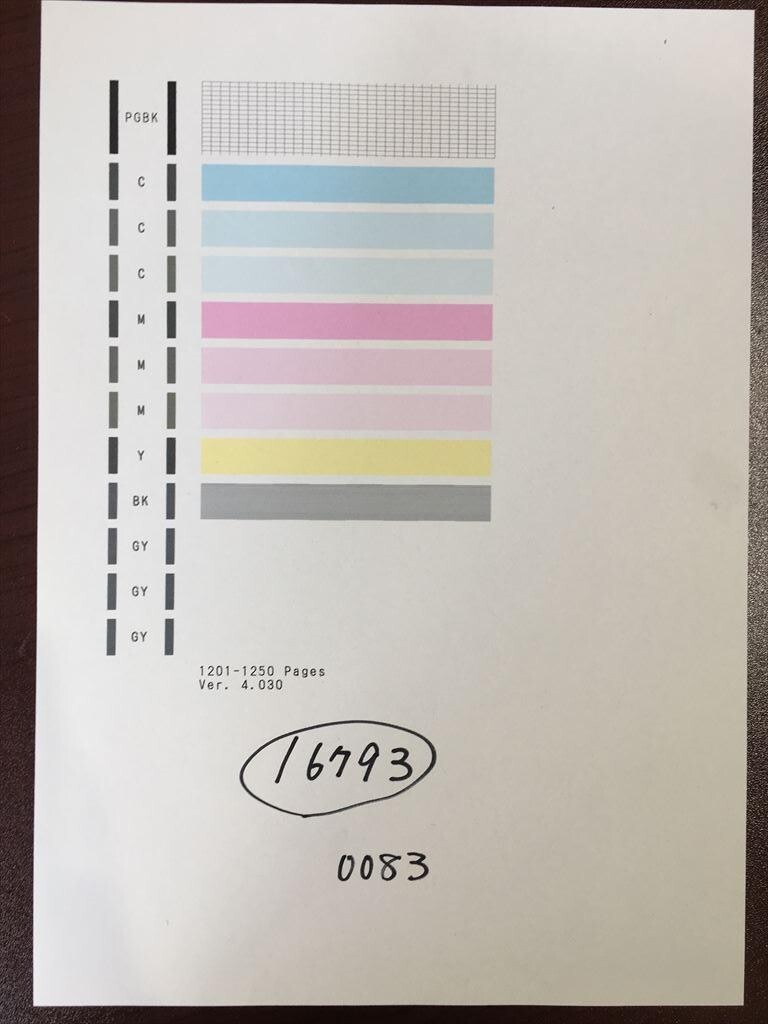 PGBK
C
C
C
M
M
M
Y
BK
GY
GY
GY
1201-1250 Pages
Ver. 4.030
16793
0083